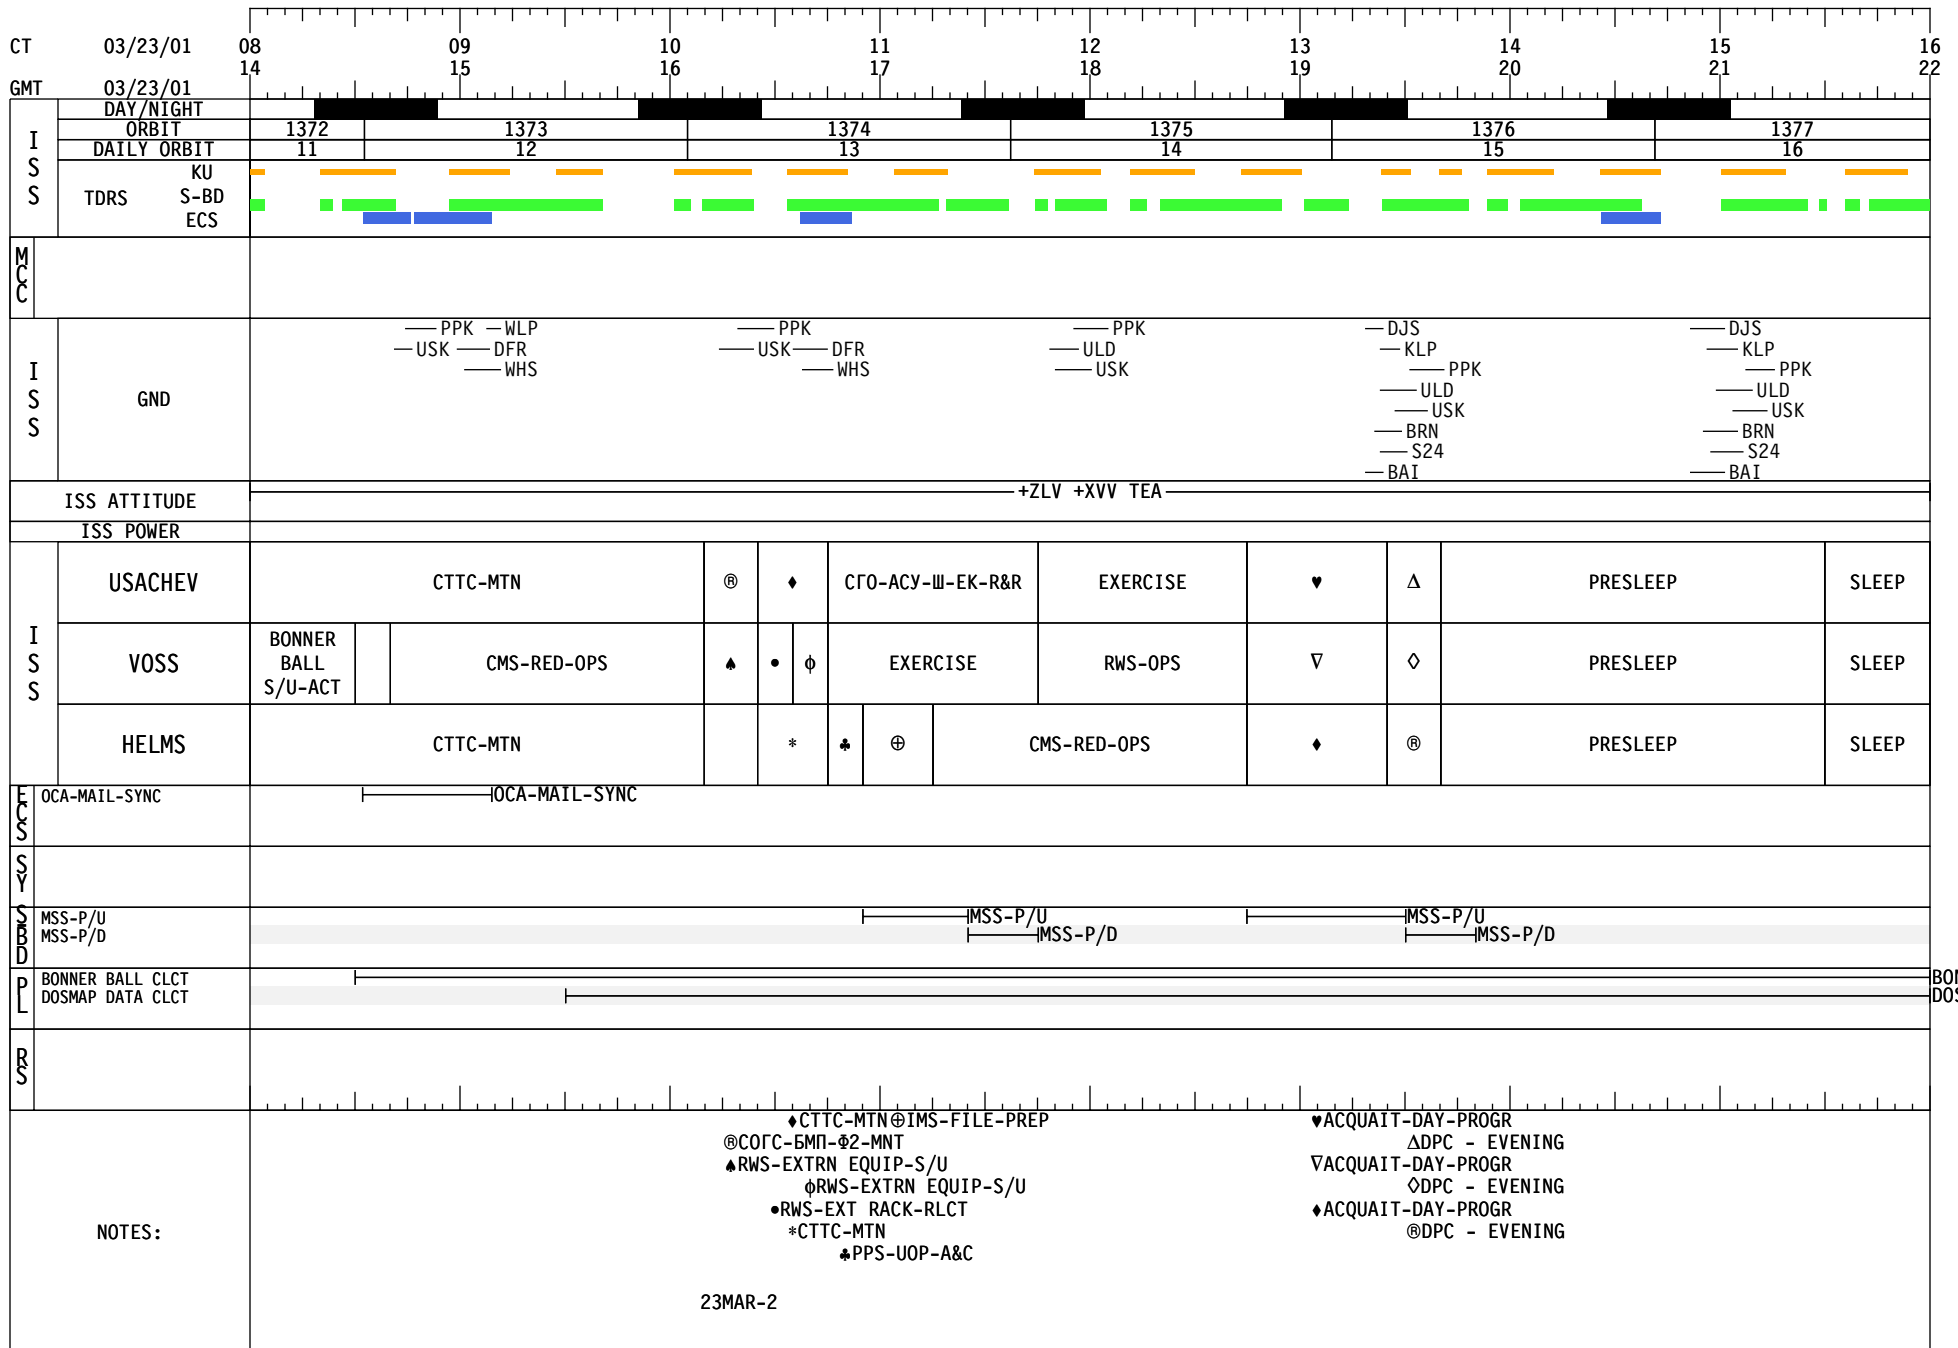 CT 03/23/01 08 09 10 11 12 13 14 15 16
GMT 03/23/01 14 15 16 17 18 19 20 21 22
ISS
DAY/NIGHT
ORBIT 1372 1373 1374 1375 1376 1377
DAILY ORBIT 11 12 13 14 15 16
TDRS
KU
S-BD
ECS
MCC
ISS
GND
PPK WLP PPK PPK DJS DJS
USK DFR USK DFR ULD KLP KLP
WHS WHS USK PPK PPK
ULD ULD
USK USK
BRN BRN
S24 S24
BAI BAI
ISS ATTITUDE +ZLV +XVV TEA
ISS POWER
ISS
USACHEV CTTC-MTN ® ♦ СГО-АСУ-Ш-ЕК-R&R EXERCISE ♥ Δ PRESLEEP SLEEP
VOSS BONNER BALL S/U-ACT CMS-RED-OPS ♠ • ϕ EXERCISE RWS-OPS ∇ ◊ PRESLEEP SLEEP
HELMS CTTC-MTN * ♣ ⊕ CMS-RED-OPS ♦ ® PRESLEEP SLEEP
ECS OCA-MAIL-SYNC OCA-MAIL-SYNC
SY
S-BD
MSS-P/U MSS-P/U MSS-P/U
MSS-P/D MSS-P/D MSS-P/D
PL
BONNER BALL CLCT BON
DOSMAP DATA CLCT DOS
RS
NOTES:
♦CTTC-MTN ⊕IMS-FILE-PREP ♥ACQUAIT-DAY-PROGR
®СОГС-БМП-Ф2-MNT ΔDPC - EVENING
♠RWS-EXTRN EQUIP-S/U ∇ACQUAIT-DAY-PROGR
ϕRWS-EXTRN EQUIP-S/U ◊DPC - EVENING
•RWS-EXT RACK-RLCT ♦ACQUAIT-DAY-PROGR
*CTTC-MTN ®DPC - EVENING
♣PPS-UOP-A&C
23MAR-2